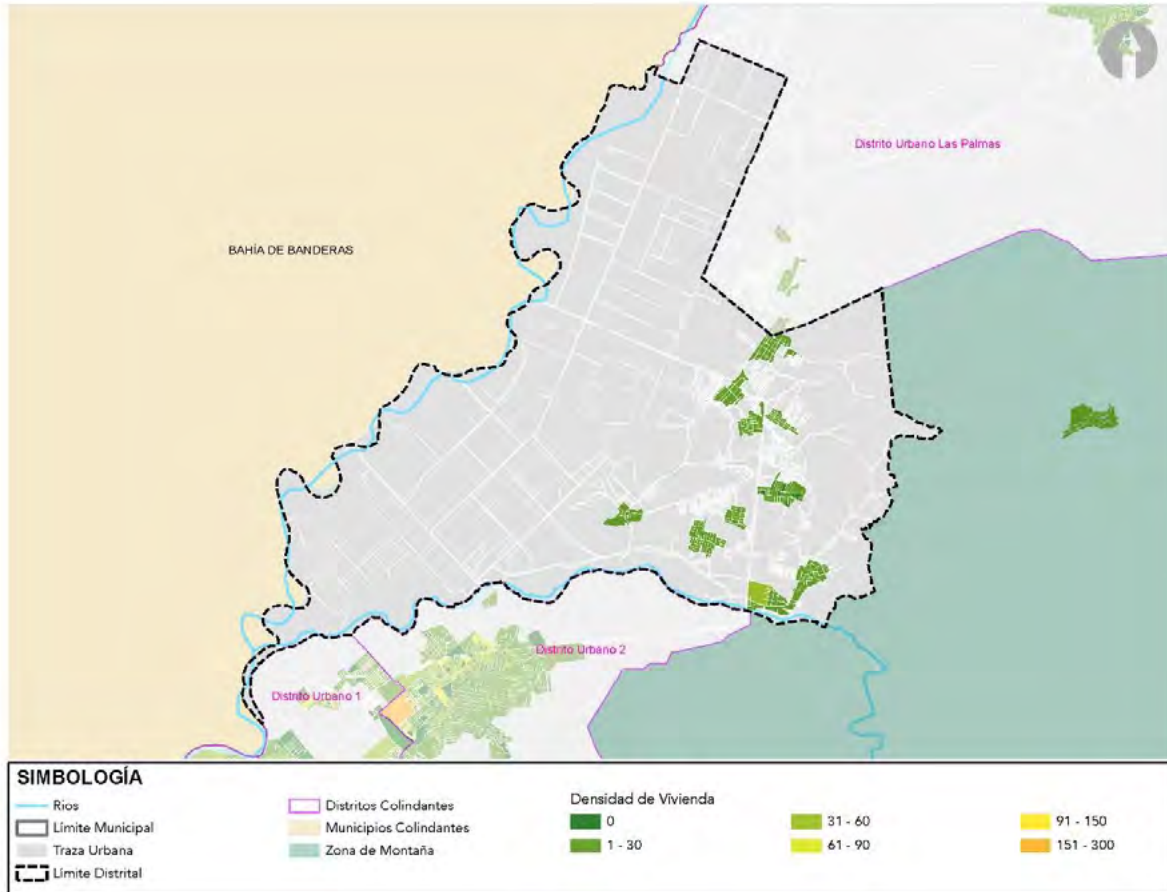 Distrito Urbano Las Palmas
BAHÍA DE BANDERAS
Distrito Urbano 2
Distrito Urbano 1
SIMBOLOGÍA
Rios
Límite Municipal
Traza Urbana
Límite Distrital
Distritos Colindantes
Municipios Colindantes
Zona de Montaña
Densidad de Vivienda
0
1 - 30
31 - 60
61 - 90
91 - 150
151 - 300